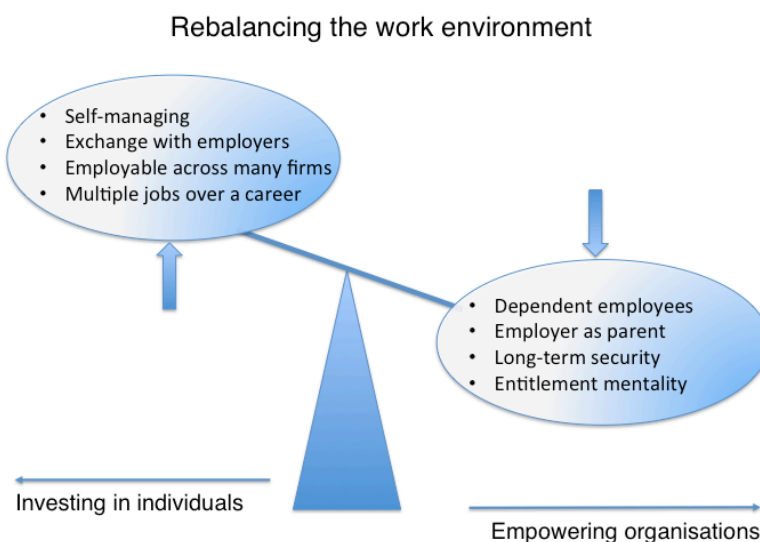 Rebalancing the work environment
• Self-managing
• Exchange with employers
• Employable across many firms
• Multiple jobs over a career
• Dependent employees
• Employer as parent
• Long-term security
• Entitlement mentality
Investing in individuals
Empowering organisations